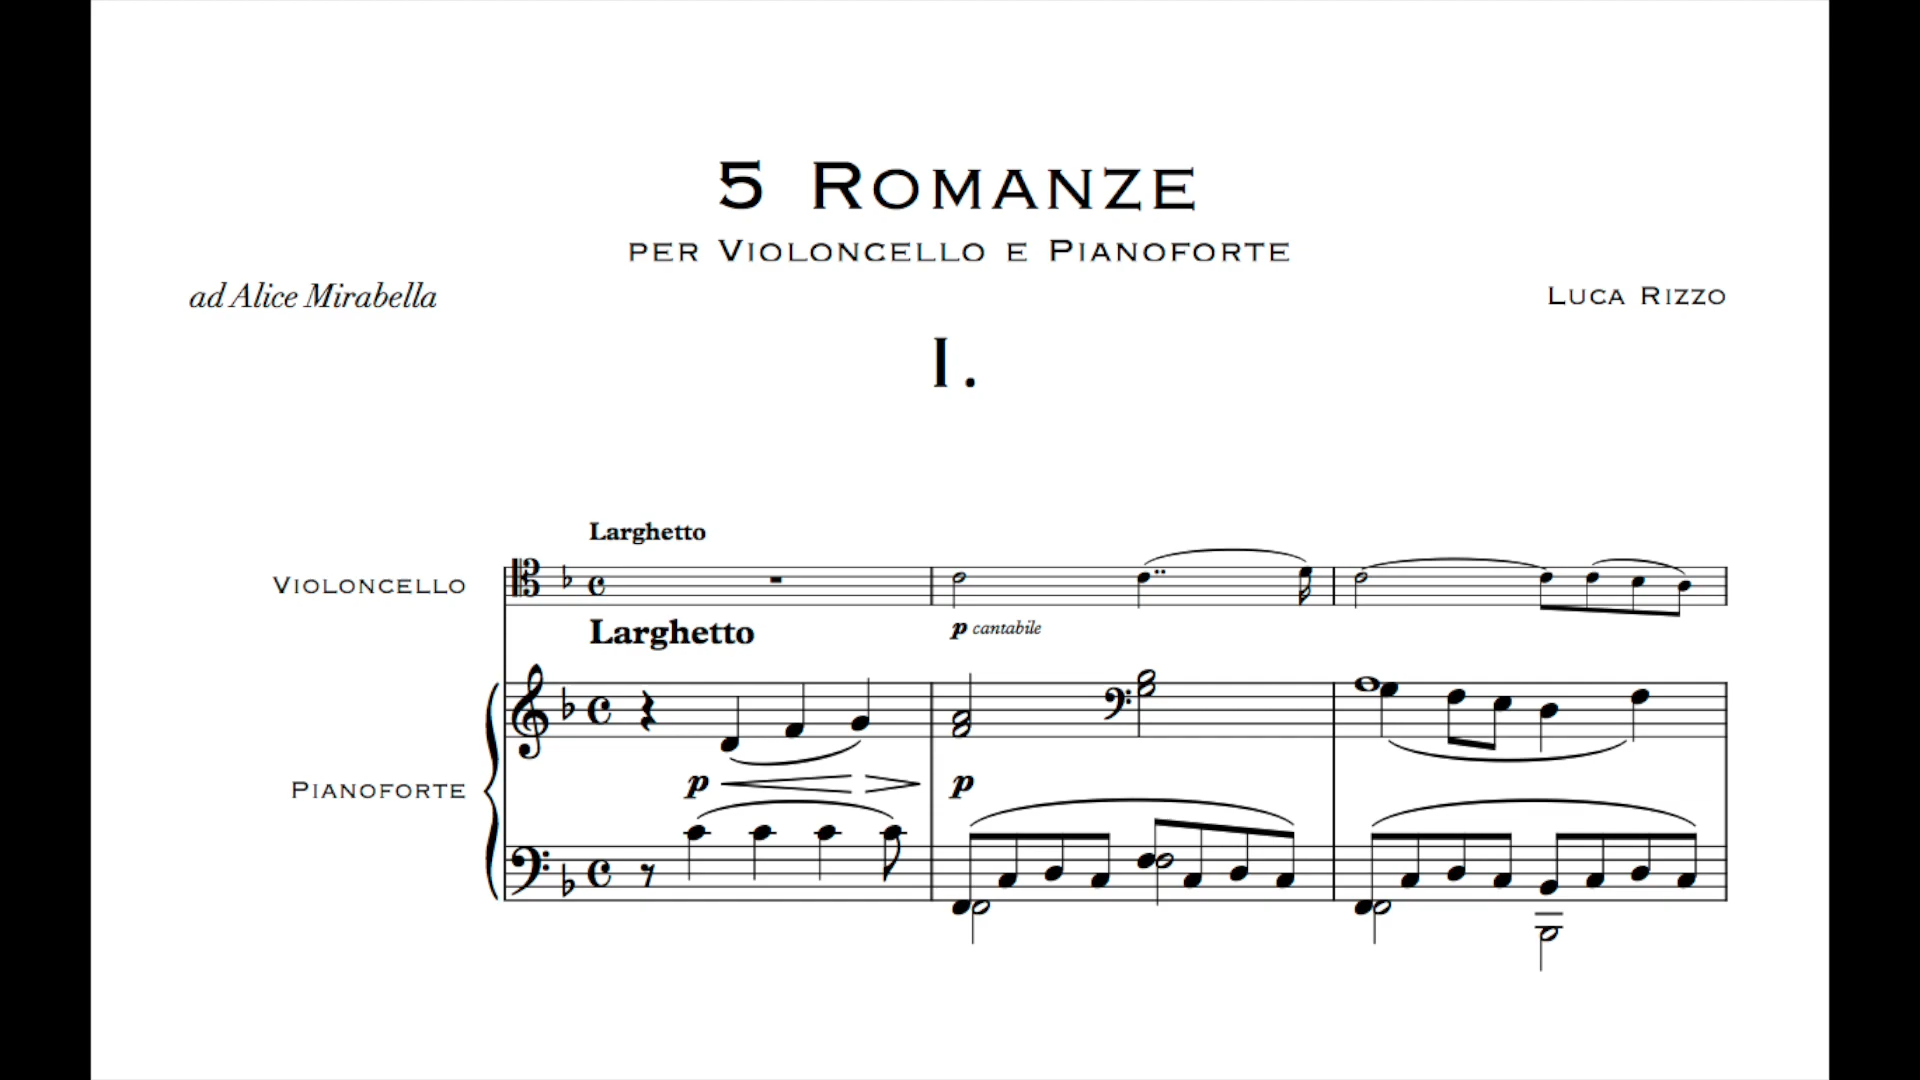 5 Romanze
per Violoncello e Pianoforte
ad Alice Mirabella
Luca Rizzo
I.
Larghetto
Violoncello
p cantabile
Larghetto
Pianoforte
p
p